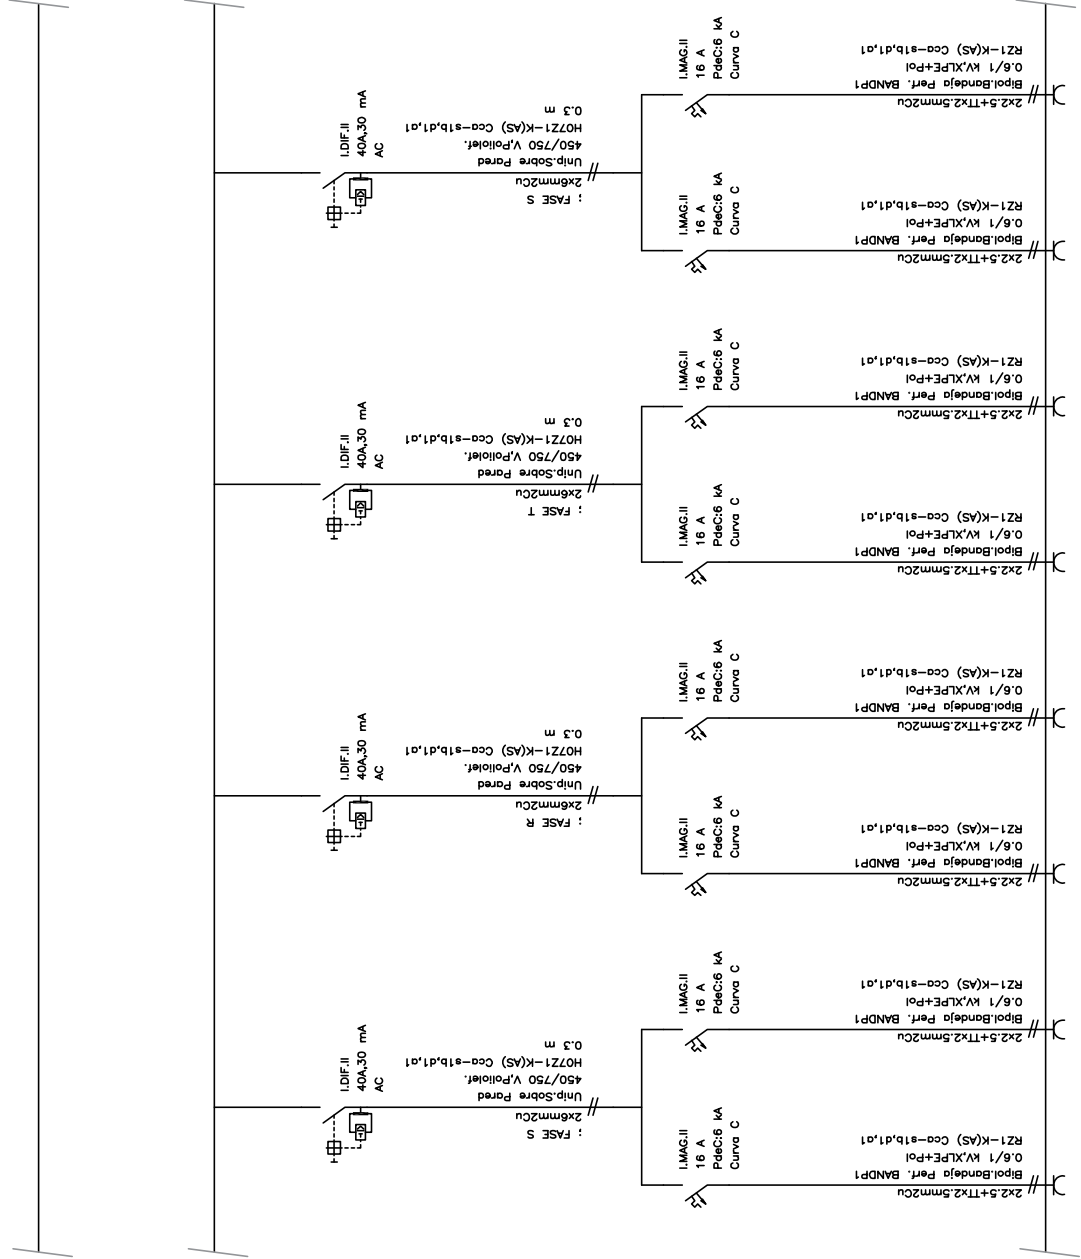 I.DIF.II
40A,30 mA
AC
; FASE S
2x6mm2Cu
Unip.Sobre Pared
450/750 V,Poliolef.
H07Z1-K(AS) Cca-s1b,d1,a1
0.3 m
I.MAG.II
16 A
PdeC:6 kA
Curva C
2x2.5+TTx2.5mm2Cu
Bipol.Bandeja Perf. BANDP1
0.6/1 kV,XLPE+Pol
RZ1-K(AS) Cca-s1b,d1,a1
I.MAG.II
16 A
PdeC:6 kA
Curva C
2x2.5+TTx2.5mm2Cu
Bipol.Bandeja Perf. BANDP1
0.6/1 kV,XLPE+Pol
RZ1-K(AS) Cca-s1b,d1,a1
I.DIF.II
40A,30 mA
AC
; FASE T
2x6mm2Cu
Unip.Sobre Pared
450/750 V,Poliolef.
H07Z1-K(AS) Cca-s1b,d1,a1
0.3 m
I.MAG.II
16 A
PdeC:6 kA
Curva C
2x2.5+TTx2.5mm2Cu
Bipol.Bandeja Perf. BANDP1
0.6/1 kV,XLPE+Pol
RZ1-K(AS) Cca-s1b,d1,a1
I.MAG.II
16 A
PdeC:6 kA
Curva C
2x2.5+TTx2.5mm2Cu
Bipol.Bandeja Perf. BANDP1
0.6/1 kV,XLPE+Pol
RZ1-K(AS) Cca-s1b,d1,a1
I.DIF.II
40A,30 mA
AC
; FASE R
2x6mm2Cu
Unip.Sobre Pared
450/750 V,Poliolef.
H07Z1-K(AS) Cca-s1b,d1,a1
0.3 m
I.MAG.II
16 A
PdeC:6 kA
Curva C
2x2.5+TTx2.5mm2Cu
Bipol.Bandeja Perf. BANDP1
0.6/1 kV,XLPE+Pol
RZ1-K(AS) Cca-s1b,d1,a1
I.MAG.II
16 A
PdeC:6 kA
Curva C
2x2.5+TTx2.5mm2Cu
Bipol.Bandeja Perf. BANDP1
0.6/1 kV,XLPE+Pol
RZ1-K(AS) Cca-s1b,d1,a1
I.DIF.II
40A,30 mA
AC
; FASE S
2x6mm2Cu
Unip.Sobre Pared
450/750 V,Poliolef.
H07Z1-K(AS) Cca-s1b,d1,a1
0.3 m
I.MAG.II
16 A
PdeC:6 kA
Curva C
2x2.5+TTx2.5mm2Cu
Bipol.Bandeja Perf. BANDP1
0.6/1 kV,XLPE+Pol
RZ1-K(AS) Cca-s1b,d1,a1
I.MAG.II
16 A
PdeC:6 kA
Curva C
2x2.5+TTx2.5mm2Cu
Bipol.Bandeja Perf. BANDP1
0.6/1 kV,XLPE+Pol
RZ1-K(AS) Cca-s1b,d1,a1